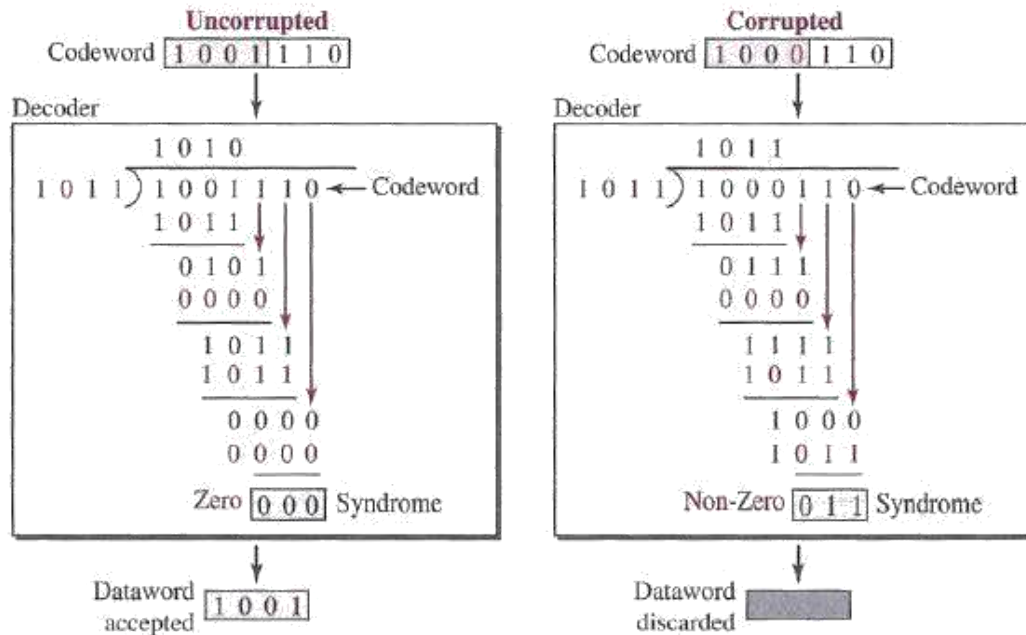 Uncorrupted
Codeword 1 0 0 1 1 1 0
Decoder
1 0 1 0
1 0 1 1 ) 1 0 0 1 1 1 0 Codeword
1 0 1 1
0 1 0 1
0 0 0 0
1 0 1 1
1 0 1 1
0 0 0 0
0 0 0 0
Zero 0 0 0 Syndrome
Dataword 1 0 0 1
accepted
Corrupted
Codeword 1 0 0 0 1 1 0
Decoder
1 0 1 1
1 0 1 1 ) 1 0 0 0 1 1 0 Codeword
1 0 1 1
0 1 1 1
0 0 0 0
1 1 1 1
1 0 1 1
1 0 0 0
1 0 1 1
Non-Zero 0 1 1 Syndrome
Dataword
discarded